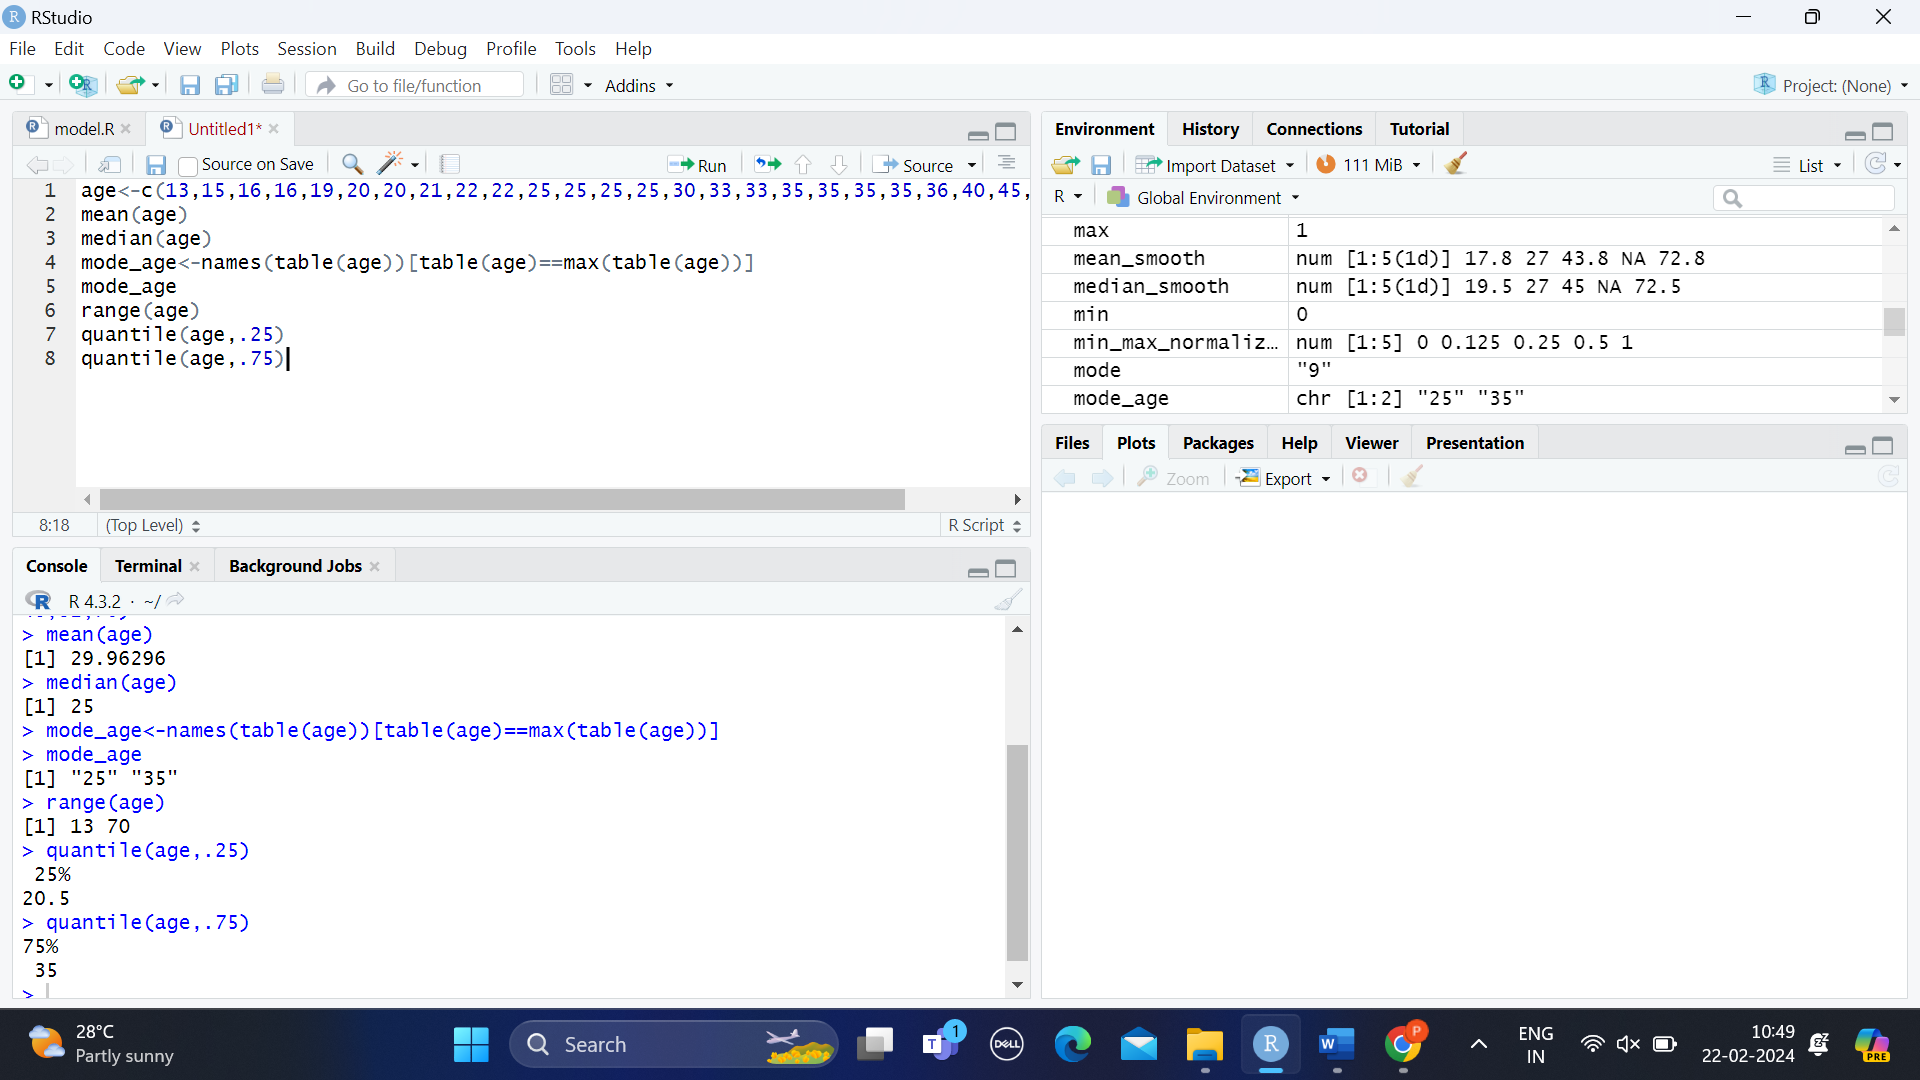 RStudio
File Edit Code View Plots Session Build Debug Profile Tools Help
Go to file/function Addins Project: (None)
model.R Untitled1*
Source on Save Run Source
1 age<-c(13,15,16,16,19,20,20,21,22,22,25,25,25,25,30,33,33,35,35,35,35,36,40,45,
2 mean(age)
3 median(age)
4 mode_age<-names(table(age))[table(age)==max(table(age))]
5 mode_age
6 range(age)
7 quantile(age,.25)
8 quantile(age,.75)
8:18 (Top Level) R Script
Console Terminal Background Jobs
R 4.3.2 · ~/
> mean(age)
[1] 29.96296
> median(age)
[1] 25
> mode_age<-names(table(age))[table(age)==max(table(age))]
> mode_age
[1] "25" "35"
> range(age)
[1] 13 70
> quantile(age,.25)
25%
20.5
> quantile(age,.75)
75%
35
>
Environment History Connections Tutorial
Import Dataset 111 MiB List
R Global Environment
max 1
mean_smooth num [1:5(1d)] 17.8 27 43.8 NA 72.8
median_smooth num [1:5(1d)] 19.5 27 45 NA 72.5
min 0
min_max_normaliz… num [1:5] 0 0.125 0.25 0.5 1
mode "9"
mode_age chr [1:2] "25" "35"
Files Plots Packages Help Viewer Presentation
Zoom Export
28°C
Partly sunny
Search
T 1
DELL
R
W
P
ENG
IN
10:49
22-02-2024
PRE